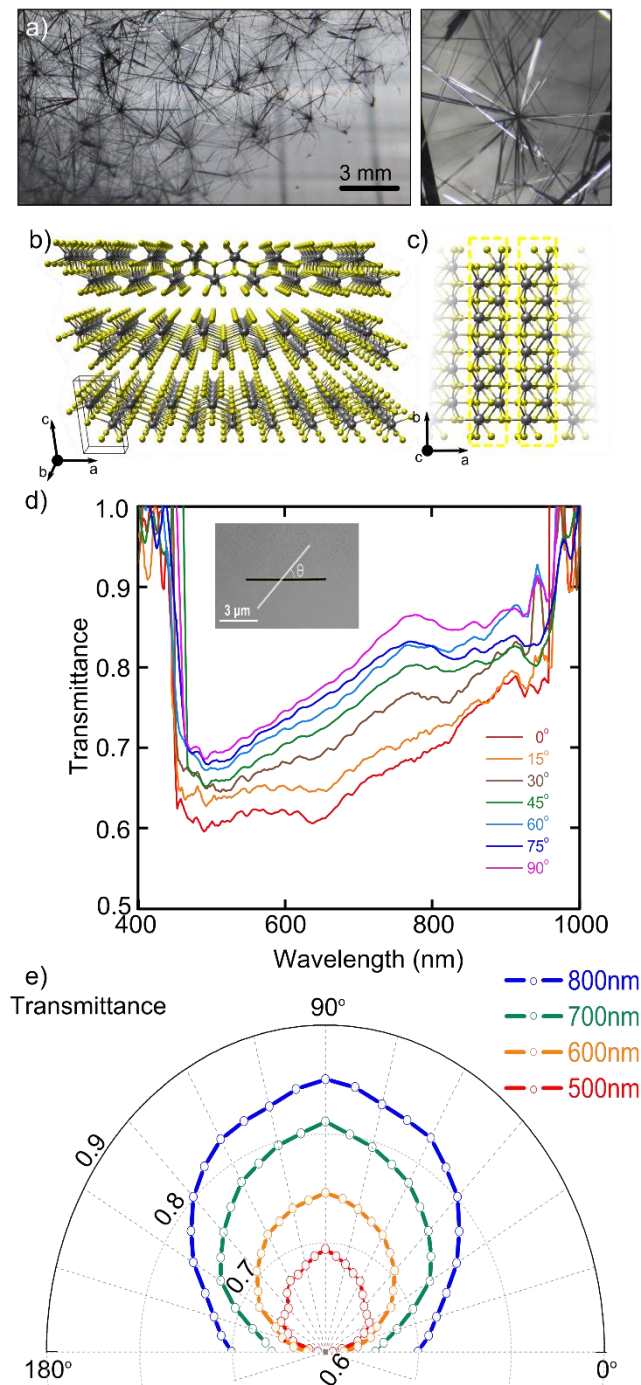 a)
3 mm
b)
c
b
a
c)
b
c
a
d)
1.0
0.9
0.8
0.7
0.6
0.5
Transmittance
θ
3 µm
0°
15°
30°
45°
60°
75°
90°
400
600
800
1000
Wavelength (nm)
e)
Transmittance
90°
800nm
700nm
600nm
500nm
0.9
0.8
0.7
0.6
180°
0°